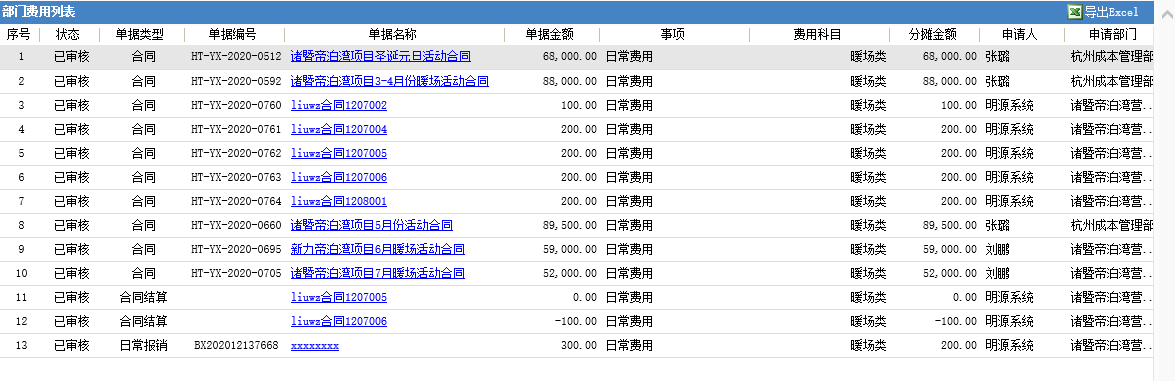 部门费用列表 导出Excel
序号 状态 单据类型 单据编号 单据名称 单据金额 事项 费用科目 分摊金额 申请人 申请部门
1 已审核 合同 HT-YX-2020-0512 诸暨帝泊湾项目圣诞元旦活动合同 68,000.00 日常费用 暖场类 68,000.00 张璐 杭州成本管理部
2 已审核 合同 HT-YX-2020-0592 诸暨帝泊湾项目3-4月份暖场活动合同 88,000.00 日常费用 暖场类 88,000.00 张璐 杭州成本管理部
3 已审核 合同 HT-YX-2020-0760 liuwz合同1207002 100.00 日常费用 暖场类 100.00 明源系统 诸暨帝泊湾营..
4 已审核 合同 HT-YX-2020-0761 liuwz合同1207004 200.00 日常费用 暖场类 200.00 明源系统 诸暨帝泊湾营..
5 已审核 合同 HT-YX-2020-0762 liuwz合同1207005 200.00 日常费用 暖场类 200.00 明源系统 诸暨帝泊湾营..
6 已审核 合同 HT-YX-2020-0763 liuwz合同1207006 200.00 日常费用 暖场类 200.00 明源系统 诸暨帝泊湾营..
7 已审核 合同 HT-YX-2020-0764 liuwz合同1208001 200.00 日常费用 暖场类 200.00 明源系统 诸暨帝泊湾营..
8 已审核 合同 HT-YX-2020-0660 诸暨帝泊湾项目5月份活动合同 89,500.00 日常费用 暖场类 89,500.00 张璐 杭州成本管理部
9 已审核 合同 HT-YX-2020-0695 新力帝泊湾项目6月暖场活动合同 59,000.00 日常费用 暖场类 59,000.00 刘鹏 诸暨帝泊湾营..
10 已审核 合同 HT-YX-2020-0705 诸暨帝泊湾项目7月暖场活动合同 52,000.00 日常费用 暖场类 52,000.00 刘鹏 诸暨帝泊湾营..
11 已审核 合同结算 liuwz合同1207005 0.00 日常费用 暖场类 0.00 明源系统 诸暨帝泊湾营..
12 已审核 合同结算 liuwz合同1207006 -100.00 日常费用 暖场类 -100.00 明源系统 诸暨帝泊湾营..
13 已审核 日常报销 BX202012137668 xxxxxxxx 300.00 日常费用 暖场类 200.00 明源系统 诸暨帝泊湾营..